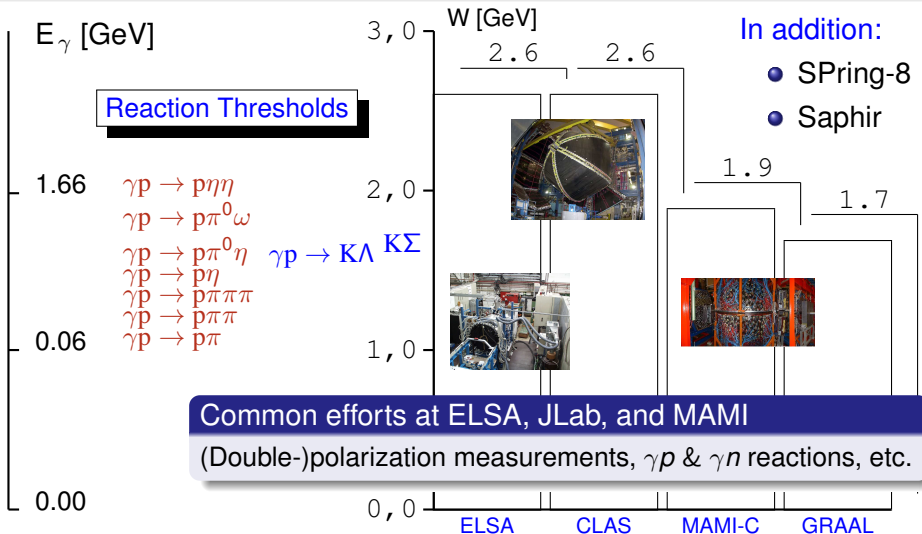 E γ [GeV]
Reaction Thresholds
1.66
0.06
0.00
γp → pηη
γp → pπ⁰ω
γp → pπ⁰η
γp → pη
γp → pπππ
γp → pππ
γp → pπ
γp → KΛ
KΣ
W [GeV]
3,0
2,0
1,0
0,0
2.6
2.6
1.9
1.7
In addition:
SPring-8
Saphir
Common efforts at ELSA, JLab, and MAMI
(Double-)polarization measurements, γp & γn reactions, etc.
ELSA
CLAS
MAMI-C
GRAAL